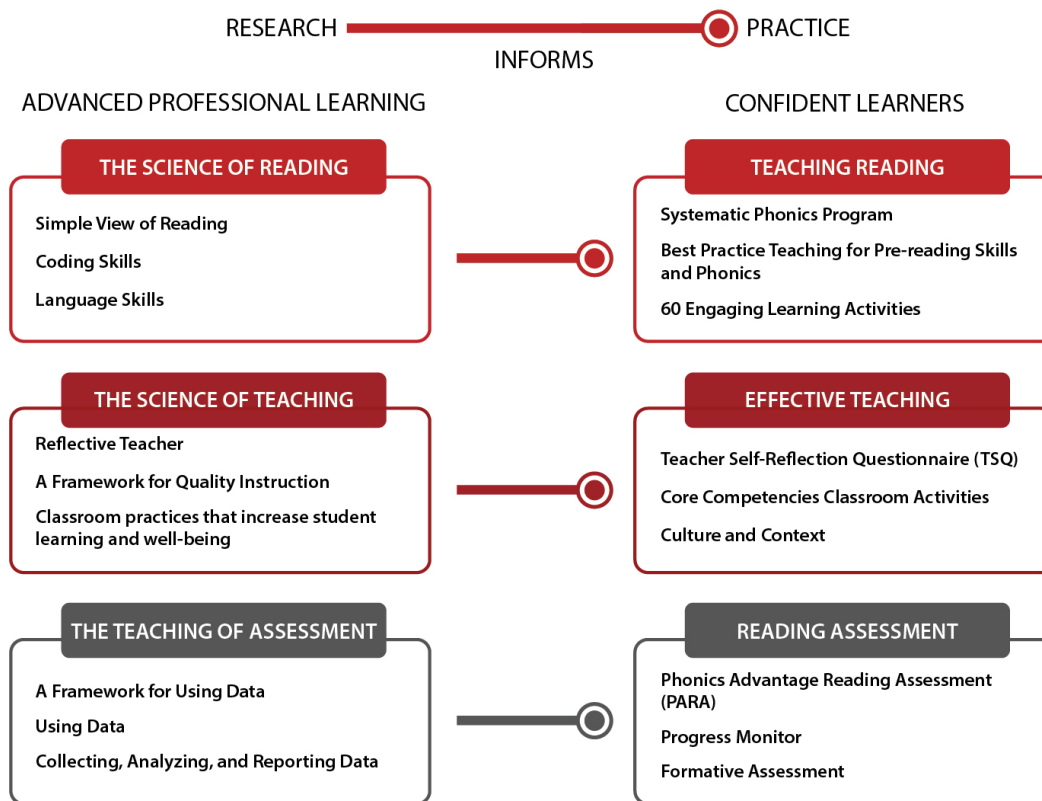 RESEARCH PRACTICE
INFORMS
ADVANCED PROFESSIONAL LEARNING
CONFIDENT LEARNERS
THE SCIENCE OF READING
Simple View of Reading
Coding Skills
Language Skills
TEACHING READING
Systematic Phonics Program
Best Practice Teaching for Pre-reading Skills
and Phonics
60 Engaging Learning Activities
THE SCIENCE OF TEACHING
Reflective Teacher
A Framework for Quality Instruction
Classroom practices that increase student
learning and well-being
EFFECTIVE TEACHING
Teacher Self-Reflection Questionnaire (TSQ)
Core Competencies Classroom Activities
Culture and Context
THE TEACHING OF ASSESSMENT
A Framework for Using Data
Using Data
Collecting, Analyzing, and Reporting Data
READING ASSESSMENT
Phonics Advantage Reading Assessment
(PARA)
Progress Monitor
Formative Assessment